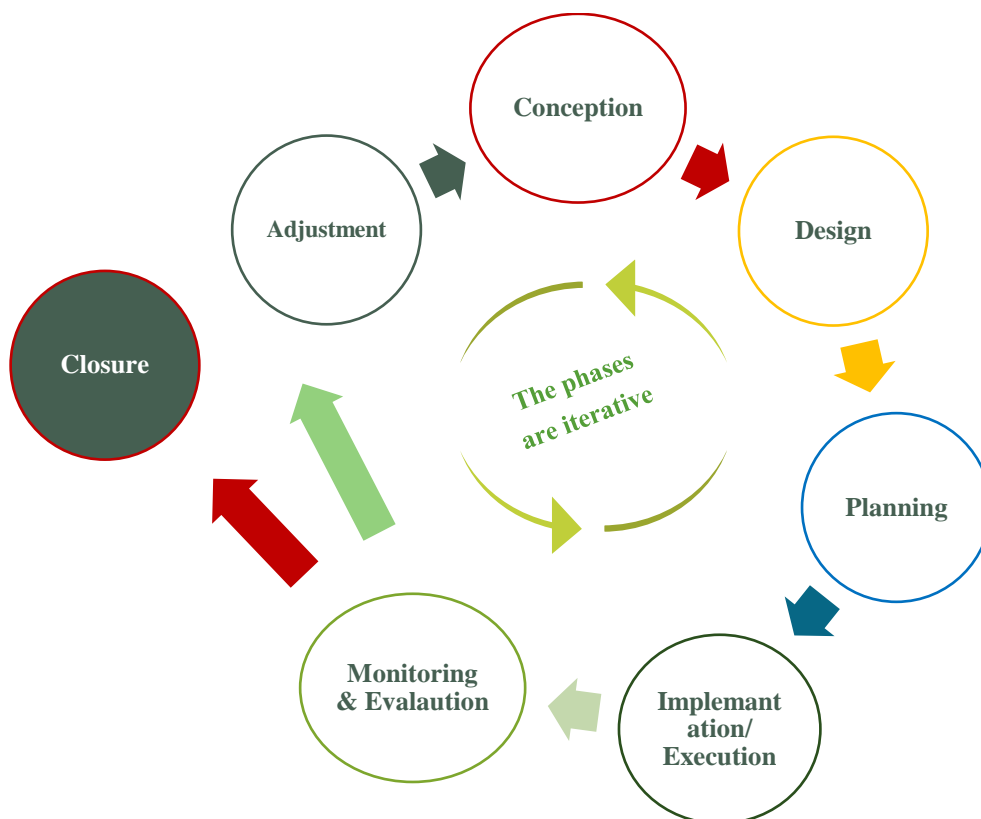 Conception
Adjustment
Design
Closure
The phases
are iterative
Planning
Monitoring
& Evalaution
Implemant
ation/
Execution